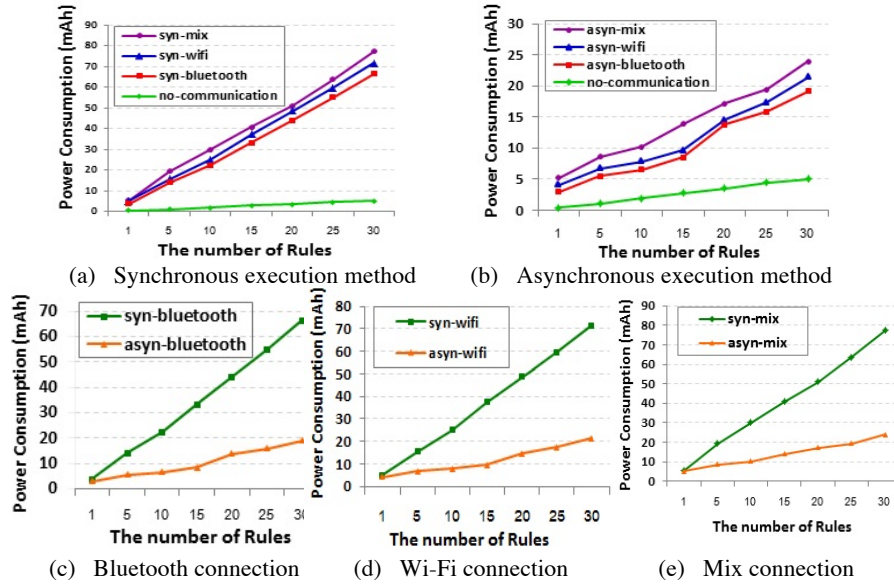 Power Consumption (mAh)
90
80
70
60
50
40
30
20
10
0
syn-mix
syn-wifi
syn-bluetooth
no-communication
1 5 10 15 20 25 30
The number of Rules
(a) Synchronous execution method
Power Consumption (mAh)
30
25
20
15
10
5
0
asyn-mix
asyn-wifi
asyn-bluetooth
no-communication
1 5 10 15 20 25 30
The number of Rules
(b) Asynchronous execution method
Power Consumption (mAh)
70
60
50
40
30
20
10
0
syn-bluetooth
asyn-bluetooth
1 5 10 15 20 25 30
The number of Rules
(c) Bluetooth connection
Power Consumption (mAh)
80
70
60
50
40
30
20
10
0
syn-wifi
asyn-wifi
1 5 10 15 20 25 30
The number of Rules
(d) Wi-Fi connection
Power Consumption (mAh)
90
80
70
60
50
40
30
20
10
0
syn-mix
asyn-mix
1 5 10 15 20 25 30
The number of Rules
(e) Mix connection